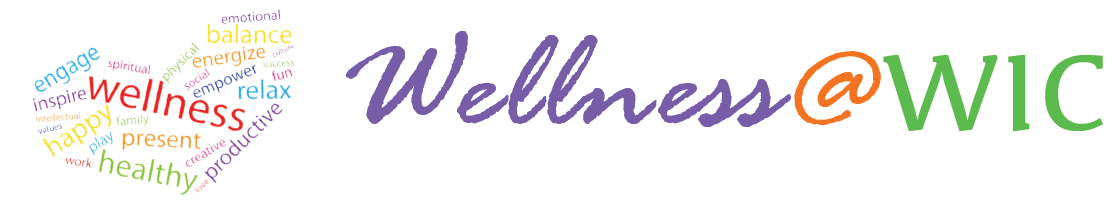 emotional
balance
engage
physical
energize
culture
spiritual
social
success
empower
fun
inspire
wellness
relax
intellectual
values
happy
family
play
present
productive
creative
work
healthy
love
Wellness@WIC